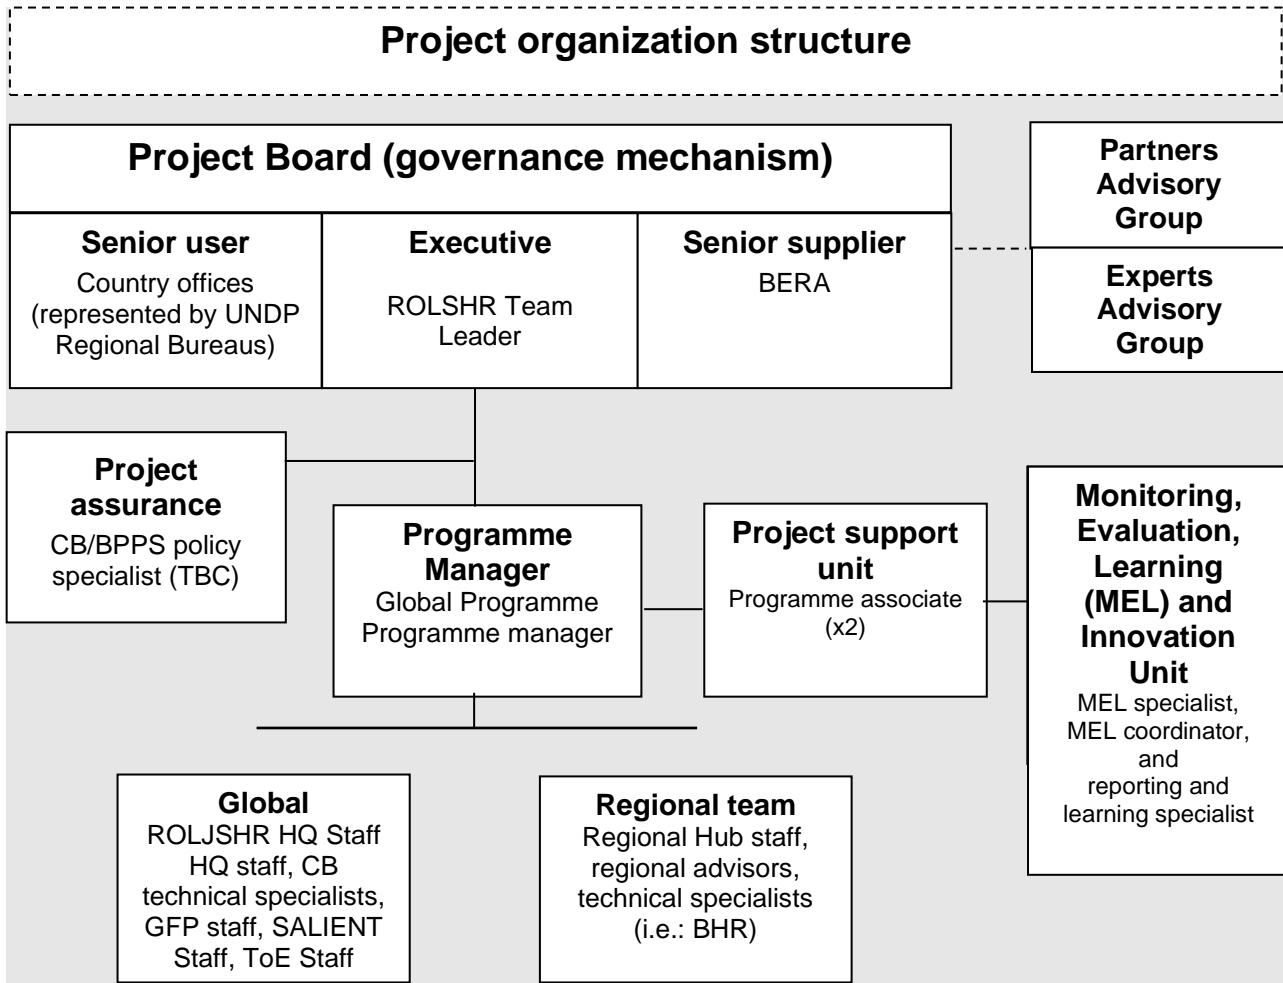 Project organization structure
Project Board (governance mechanism)
Senior user
Country offices
(represented by UNDP
Regional Bureaus)
Executive
ROLSHR Team
Leader
Senior supplier
BERA
Partners
Advisory
Group
Experts
Advisory
Group
Project
assurance
CB/BPPS policy
specialist (TBC)
Programme
Manager
Global Programme
Programme manager
Project support
unit
Programme associate
(x2)
Monitoring,
Evaluation,
Learning
(MEL) and
Innovation
Unit
MEL specialist,
MEL coordinator,
and
reporting and
learning specialist
Global
ROLJSHR HQ Staff
HQ staff, CB
technical specialists,
GFP staff, SALIENT
Staff, ToE Staff
Regional team
Regional Hub staff,
regional advisors,
technical specialists
(i.e.: BHR)